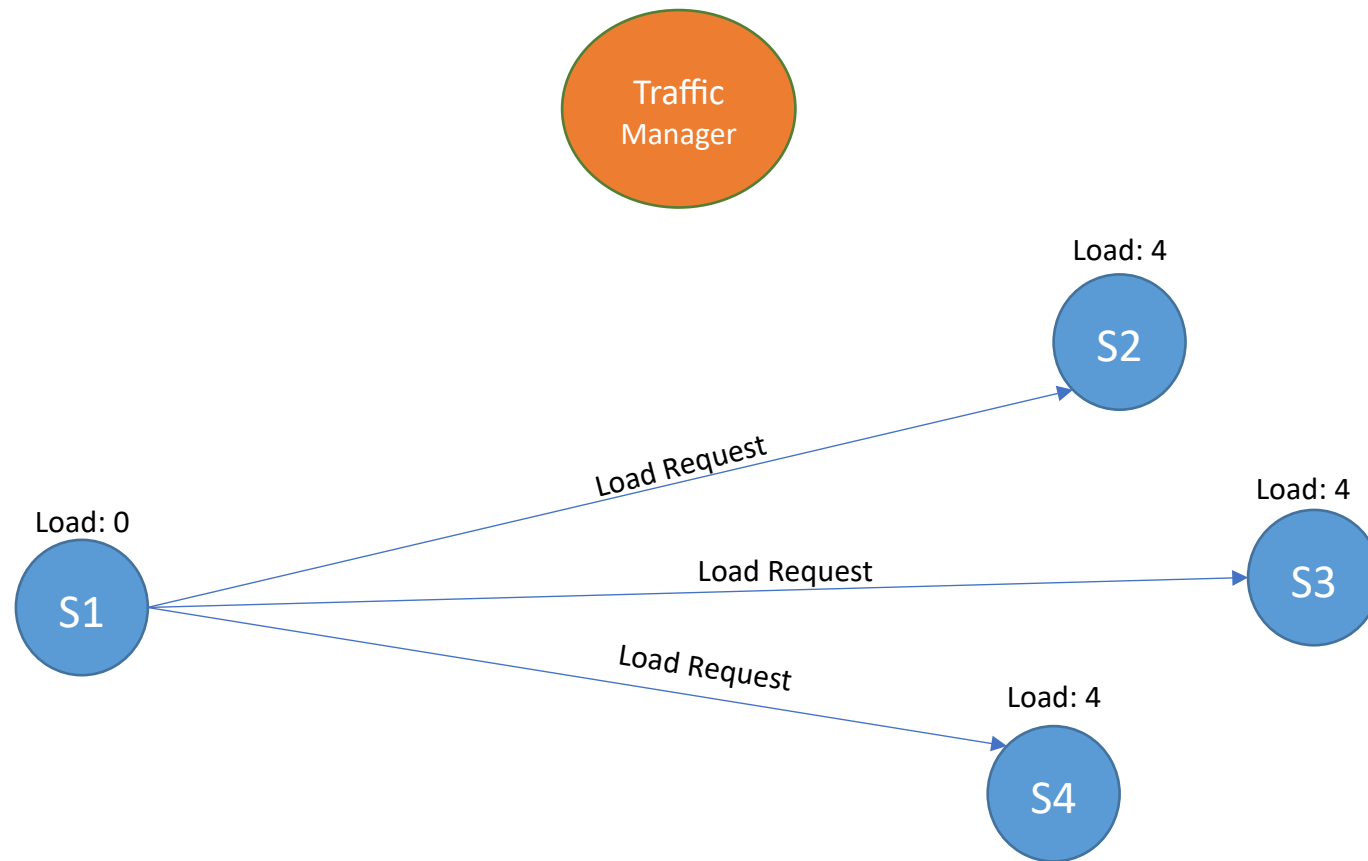 Traffic
Manager
Load: 4
S2
Load Request
Load: 4
Load: 0
Load Request
S3
S1
Load Request
Load: 4
S4